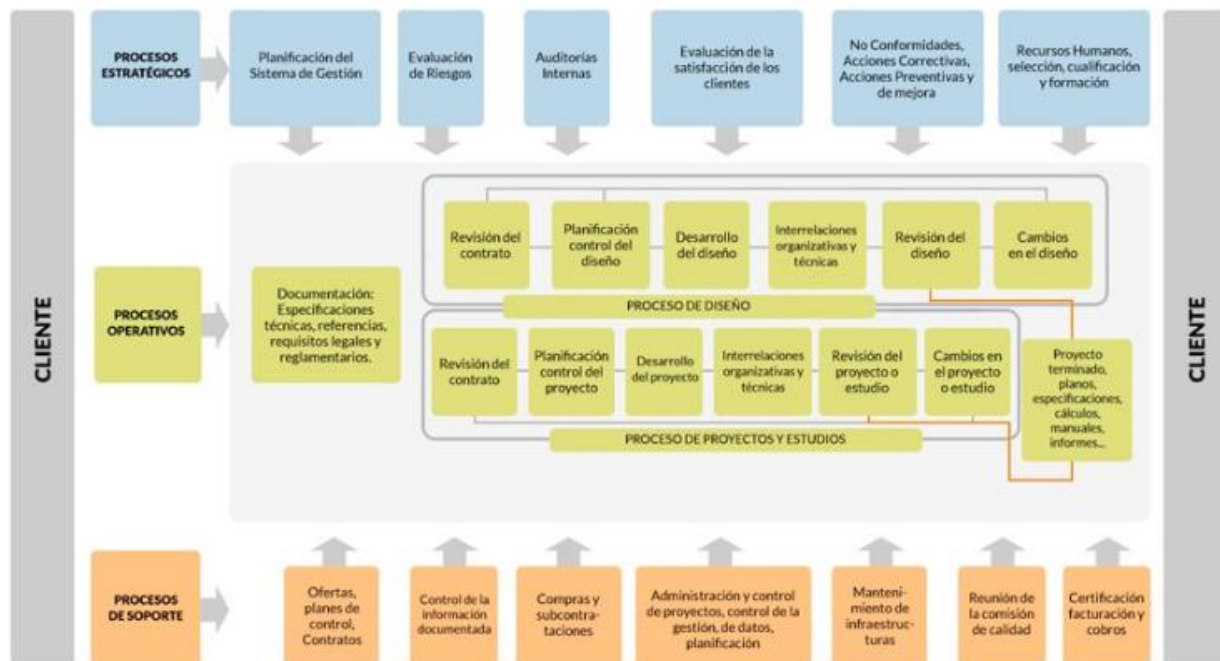 CLIENTE
PROCESOS
ESTRATÉGICOS
Planificación del
Sistema de Gestión
Evaluación
de Riesgos
Auditorías
Internas
Evaluación de la
satisfacción de los
clientes
No Conformidades,
Acciones Correctivas,
Acciones Preventivas y
de mejora
Recursos Humanos,
selección, cualificación
y formación
PROCESOS
OPERATIVOS
Documentación:
Especificaciones
técnicas, referencias,
requisitos legales y
reglamentarios.
Revisión del
contrato
Planificación
control del
diseño
Desarrollo
del diseño
Interrelaciones
organizativas y
técnicas
Revisión del
diseño
Cambios
en el diseño
PROCESO DE DISEÑO
Revisión del
contrato
Planificación
control del
proyecto
Desarrollo
del proyecto
Interrelaciones
organizativas y
técnicas
Revisión del
proyecto o
estudio
Cambios en
el proyecto
o estudio
PROCESO DE PROYECTOS Y ESTUDIOS
Proyecto
terminado,
planos,
especificaciones,
cálculos,
manuales,
informes...
PROCESOS
DE SOPORTE
Ofertas,
planes de
control,
Contratos
Control de la
información
documentada
Compras y
subcontra-
taciones
Administración y control
de proyectos, control de la
gestión, de datos,
planificación
Manteni-
miento de
infraestruc-
turas
Reunión de
la comisión
de calidad
Certificación
facturación y
cobros
CLIENTE